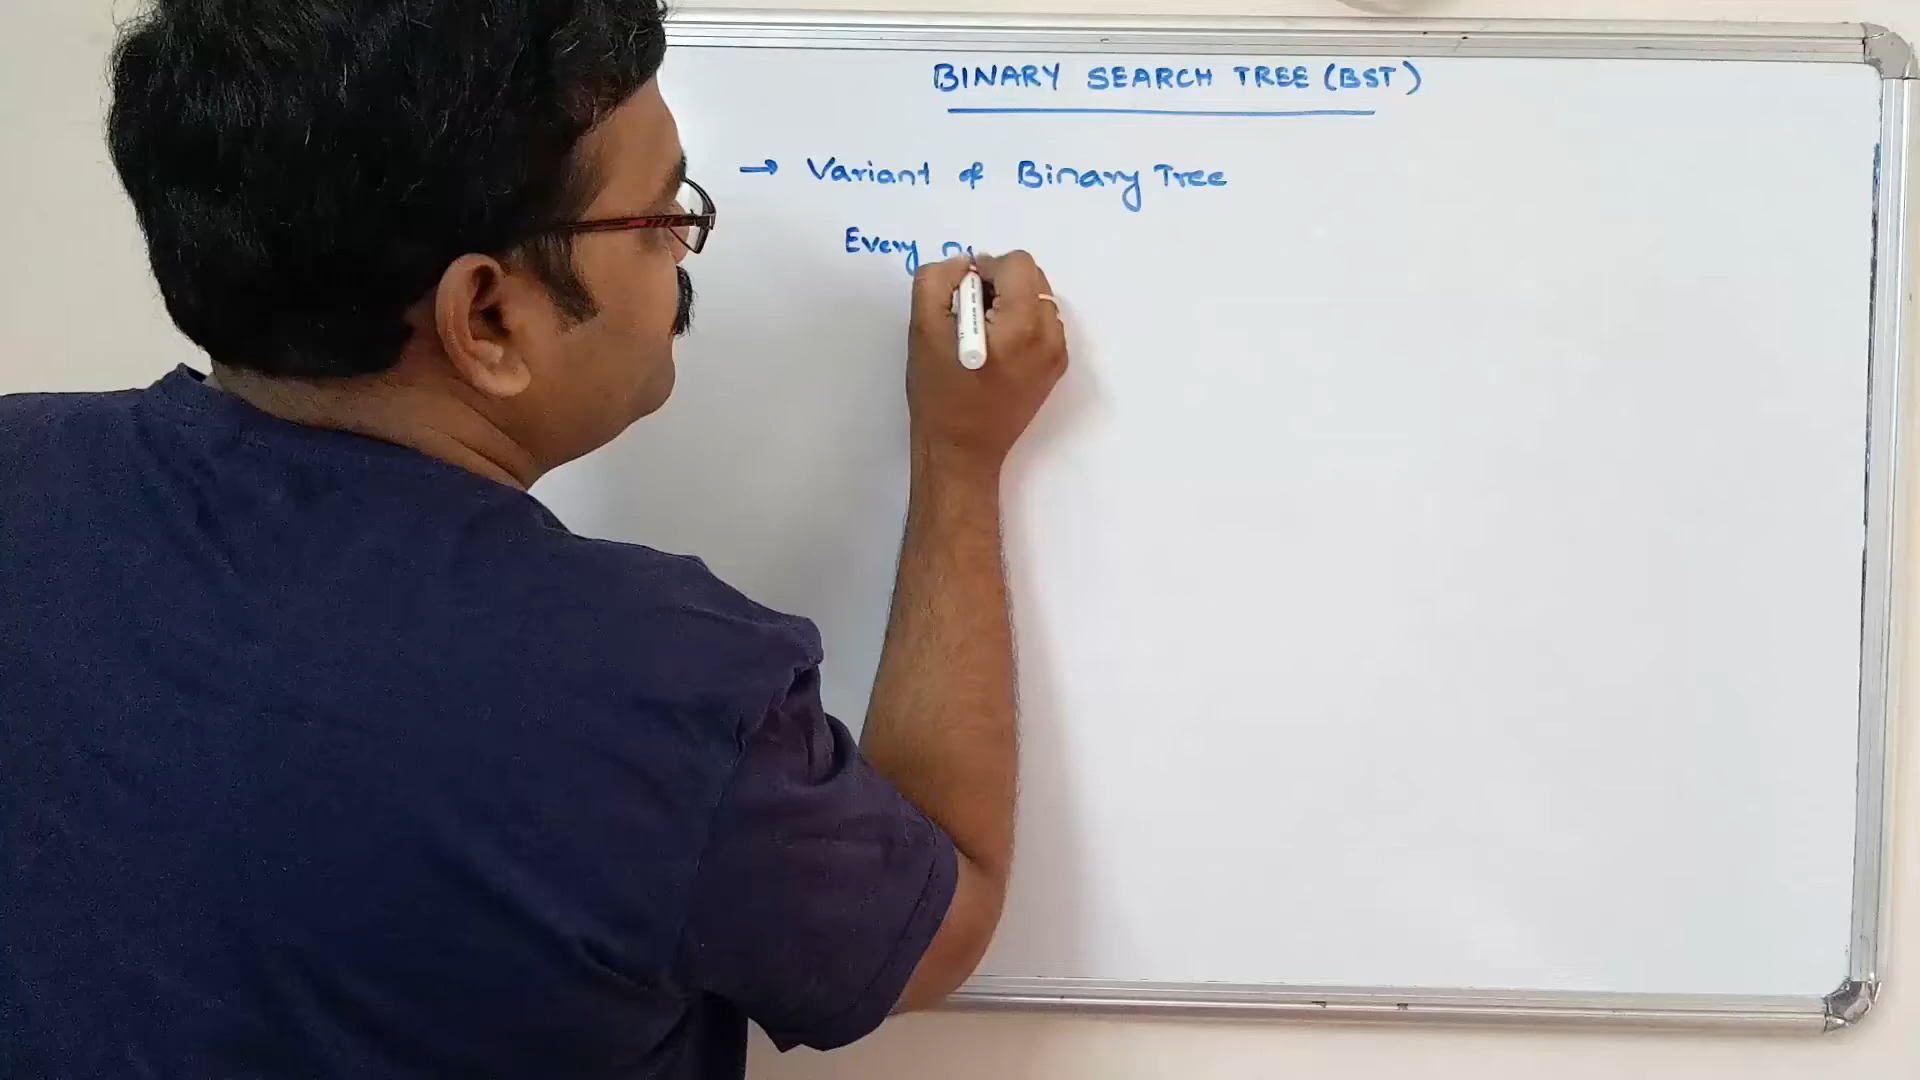 BINARY SEARCH TREE (BST)
→ Variant of Binary Tree
Every